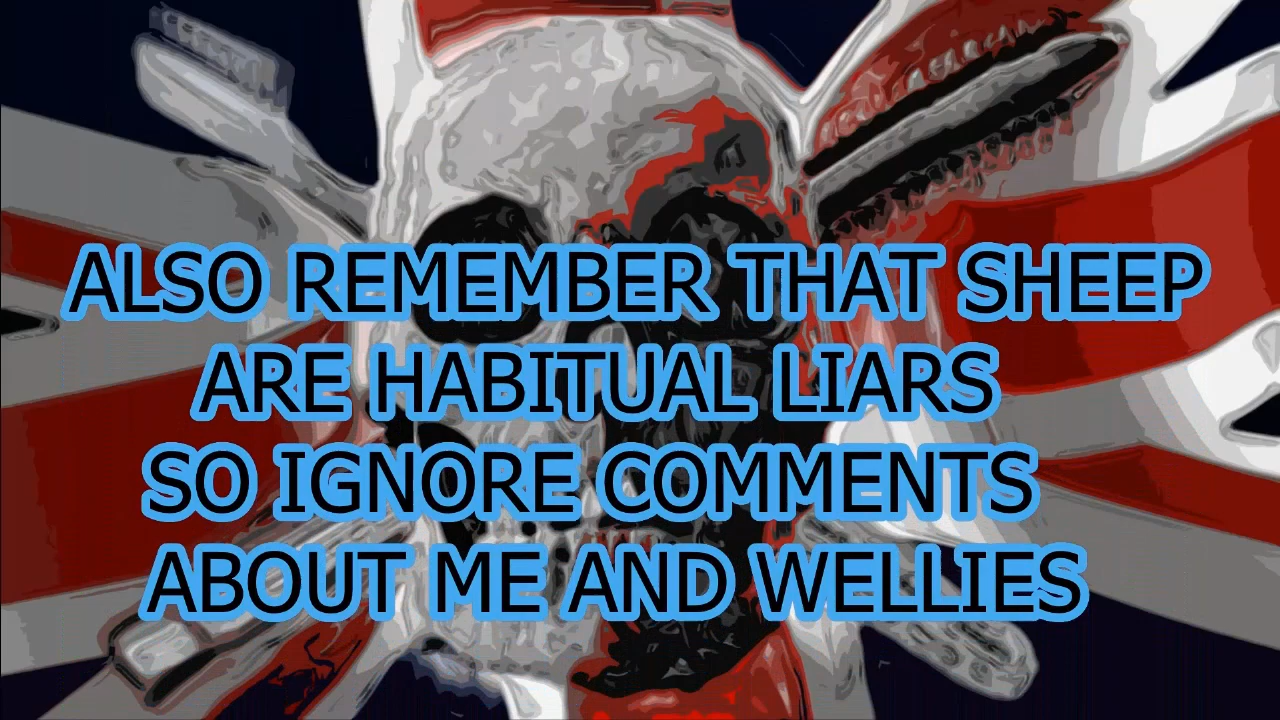 ALSO REMEMBER THAT SHEEP
ARE HABITUAL LIARS
SO IGNORE COMMENTS
ABOUT ME AND WELLIES